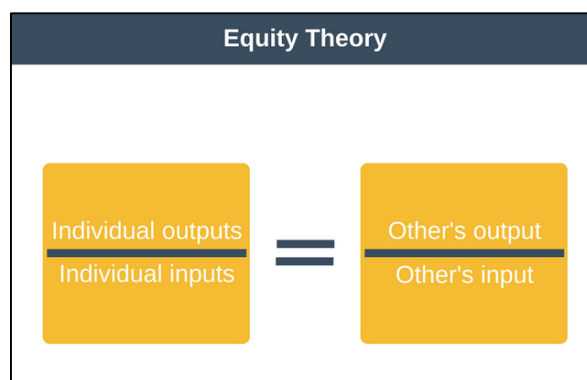 Equity Theory
Individual outputs
Individual inputs
=
Other's output
Other's input